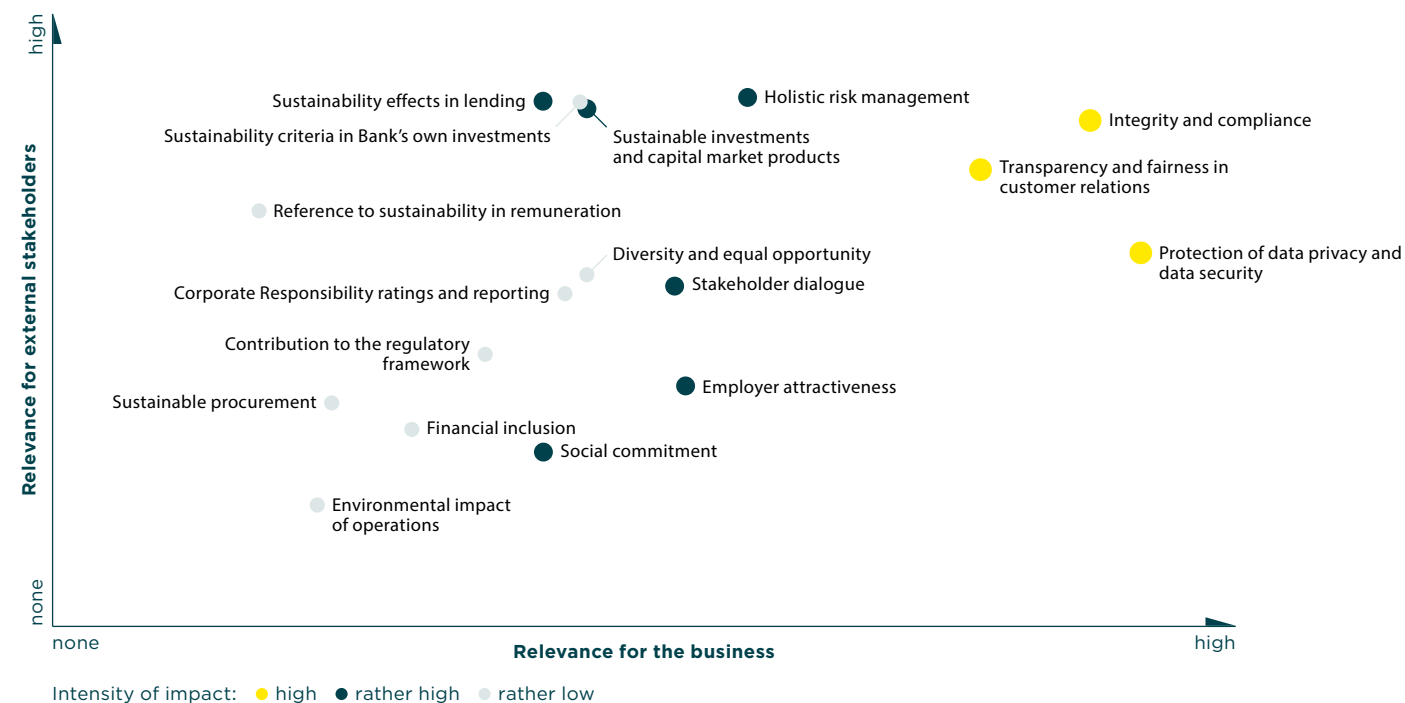 high
Sustainability effects in lending
Holistic risk management
Integrity and compliance
Sustainability criteria in Bank’s own investments
Sustainable investments
and capital market products
Transparency and fairness in
customer relations
Reference to sustainability in remuneration
Diversity and equal opportunity
Protection of data privacy and
data security
Stakeholder dialogue
Corporate Responsibility ratings and reporting
Contribution to the regulatory
framework
Employer attractiveness
Sustainable procurement
Financial inclusion
Social commitment
Environmental impact
of operations
Relevance for external stakeholders
none
none
Relevance for the business
high
Intensity of impact: high rather high rather low